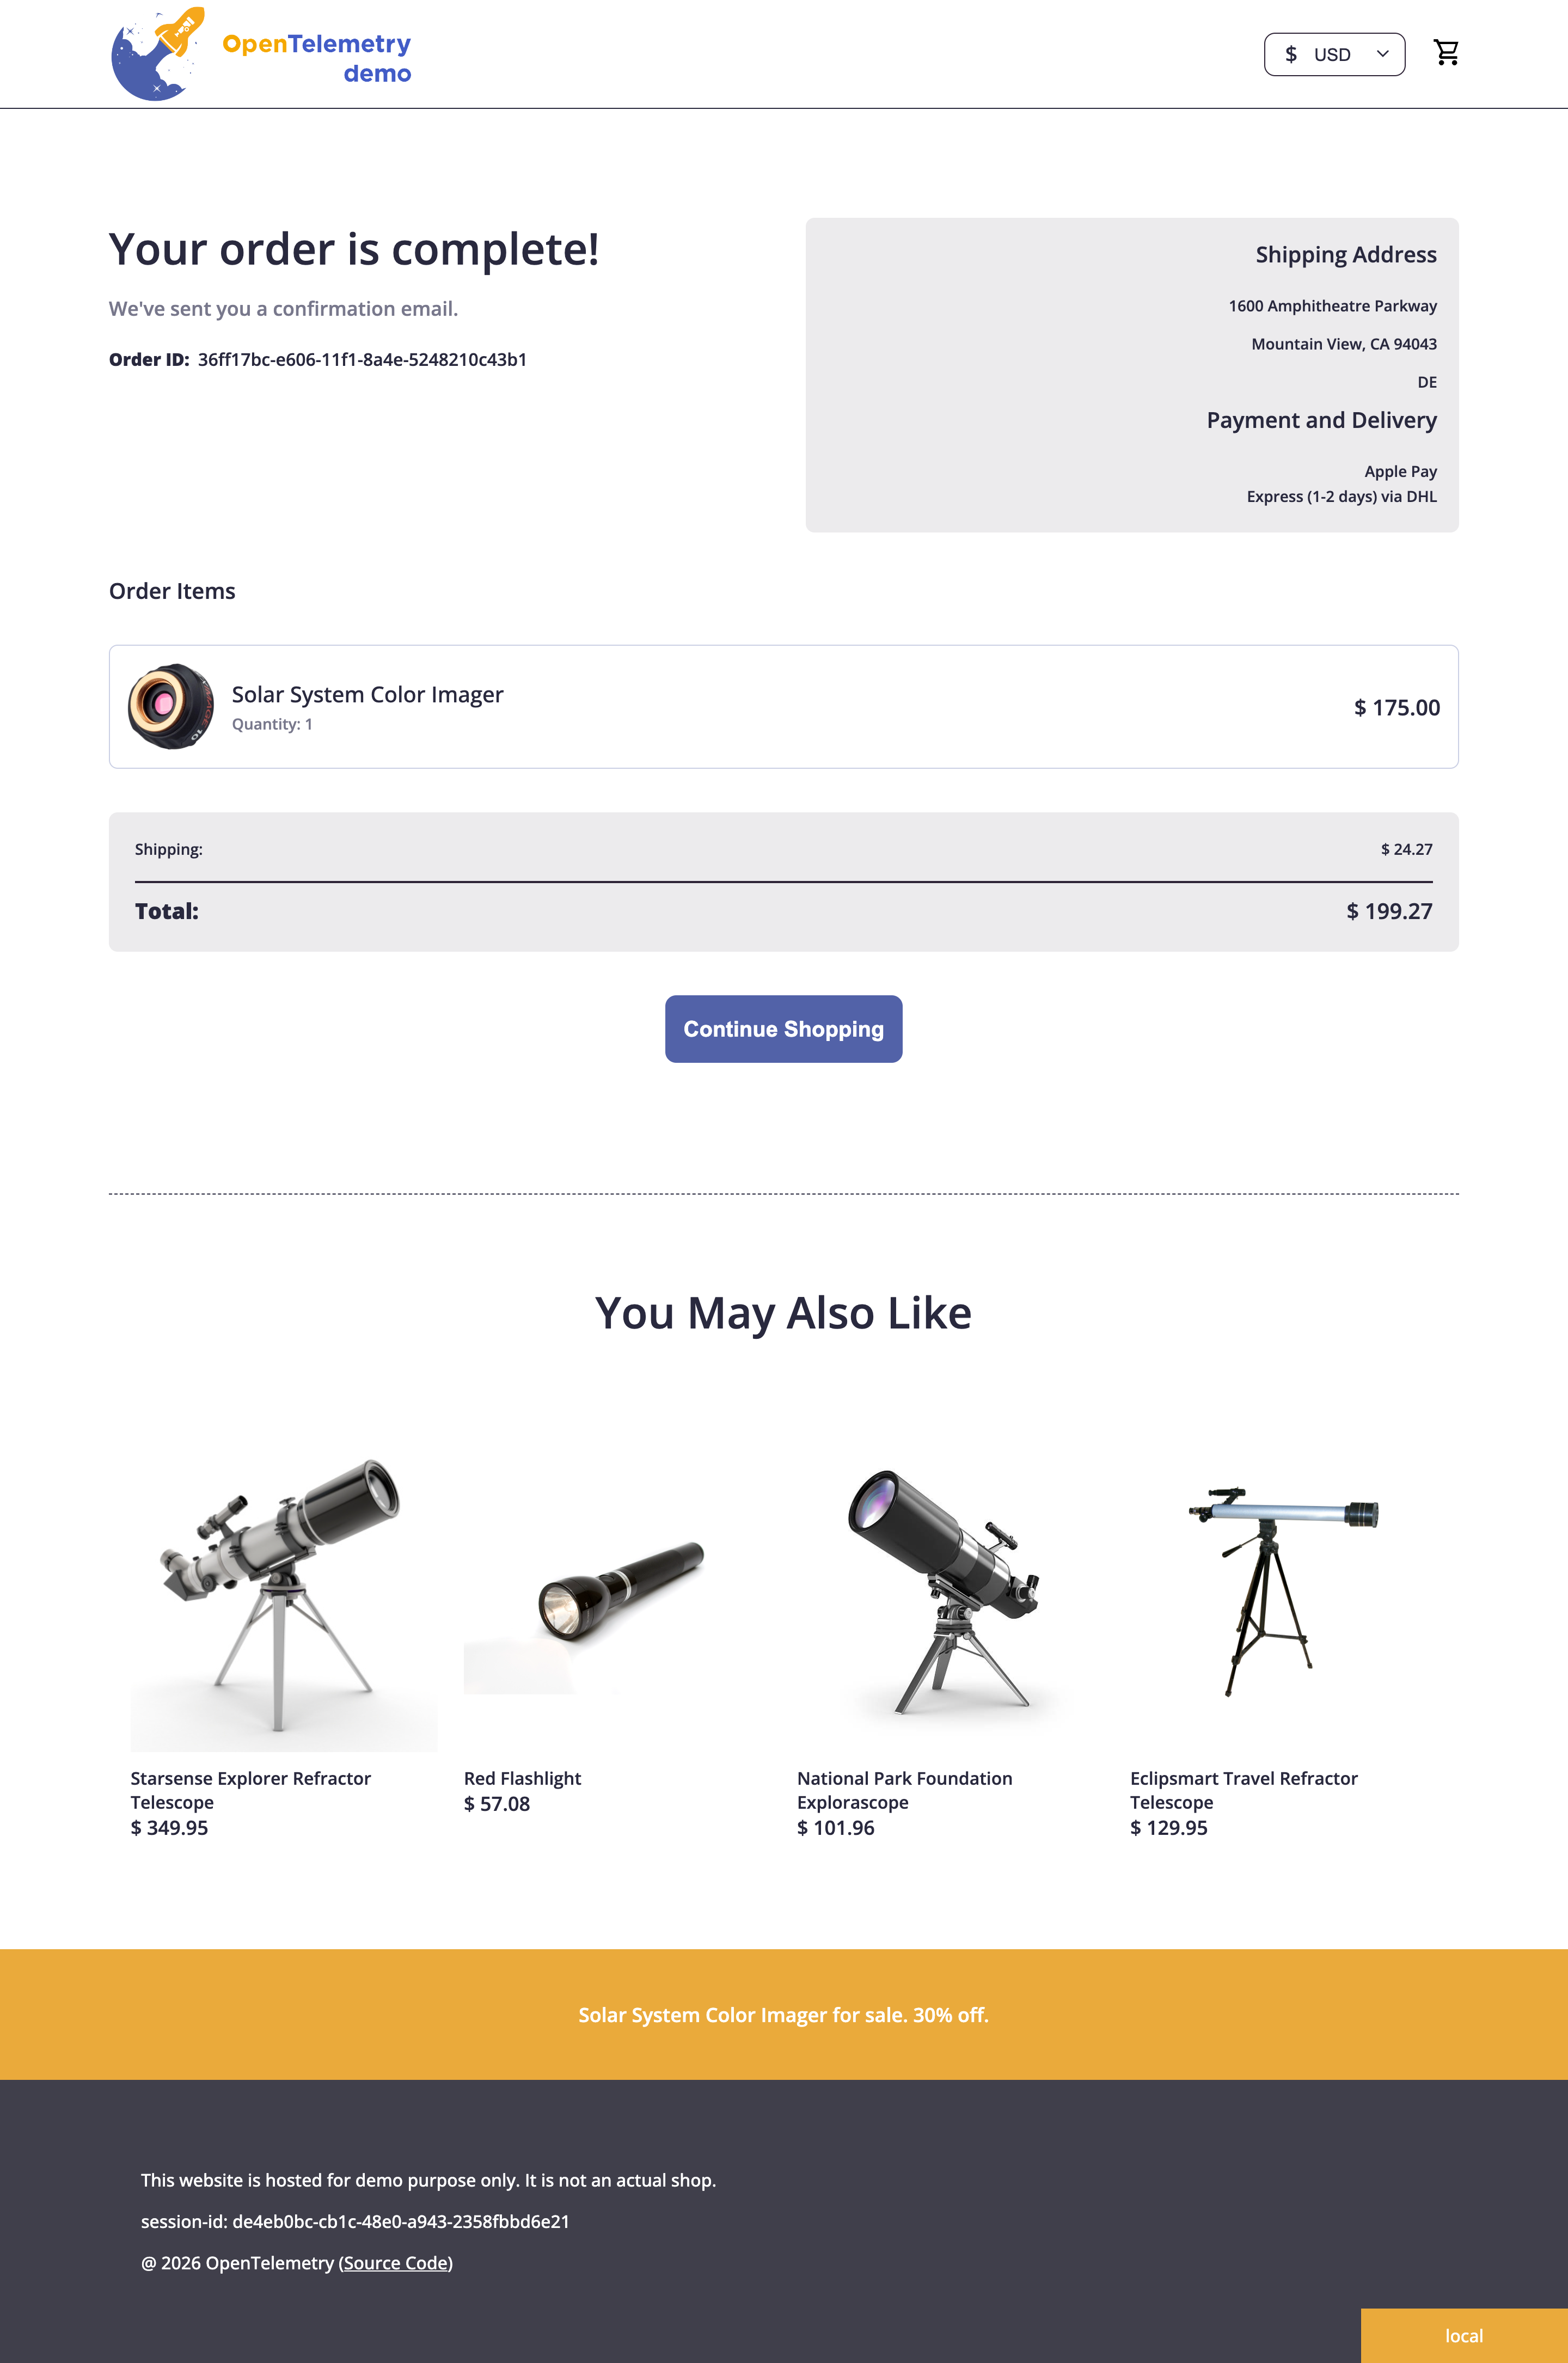 OpenTelemetry
demo
$ USD
Your order is complete!
We've sent you a confirmation email.
Order ID: 36ff17bc-e606-11f1-8a4e-5248210c43b1
Shipping Address
1600 Amphitheatre Parkway
Mountain View, CA 94043
DE
Payment and Delivery
Apple Pay
Express (1-2 days) via DHL
Order Items
Solar System Color Imager
Quantity: 1
$ 175.00
Shipping:
$ 24.27
Total:
$ 199.27
Continue Shopping
You May Also Like
Starsense Explorer Refractor
Telescope
$ 349.95
Red Flashlight
$ 57.08
National Park Foundation
Explorascope
$ 101.96
Eclipsmart Travel Refractor
Telescope
$ 129.95
Solar System Color Imager for sale. 30% off.
This website is hosted for demo purpose only. It is not an actual shop.
session-id: de4eb0bc-cb1c-48e0-a943-2358fbbd6e21
@ 2026 OpenTelemetry (Source Code)
local